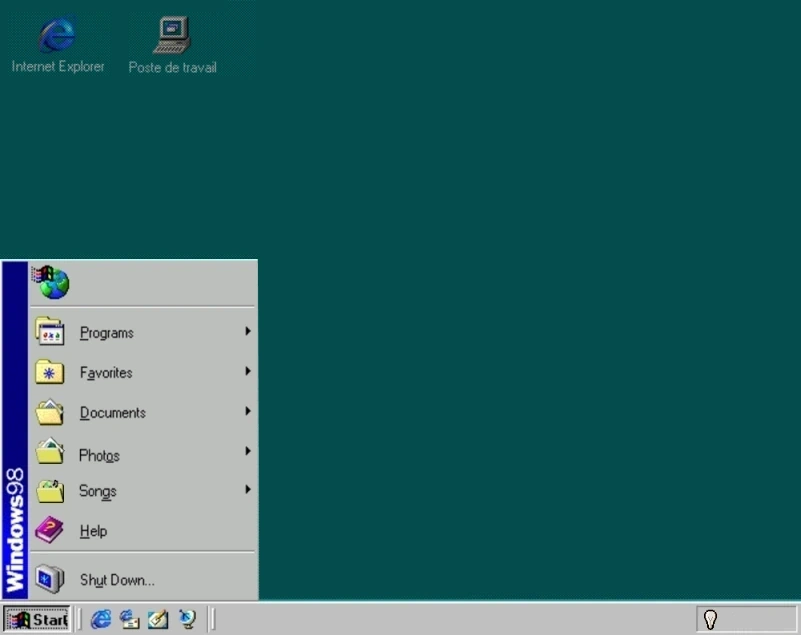 Internet Explorer
Poste de travail
Programs
Favorites
Documents
Photos
Songs
Help
Shut Down...
Windows98
Start